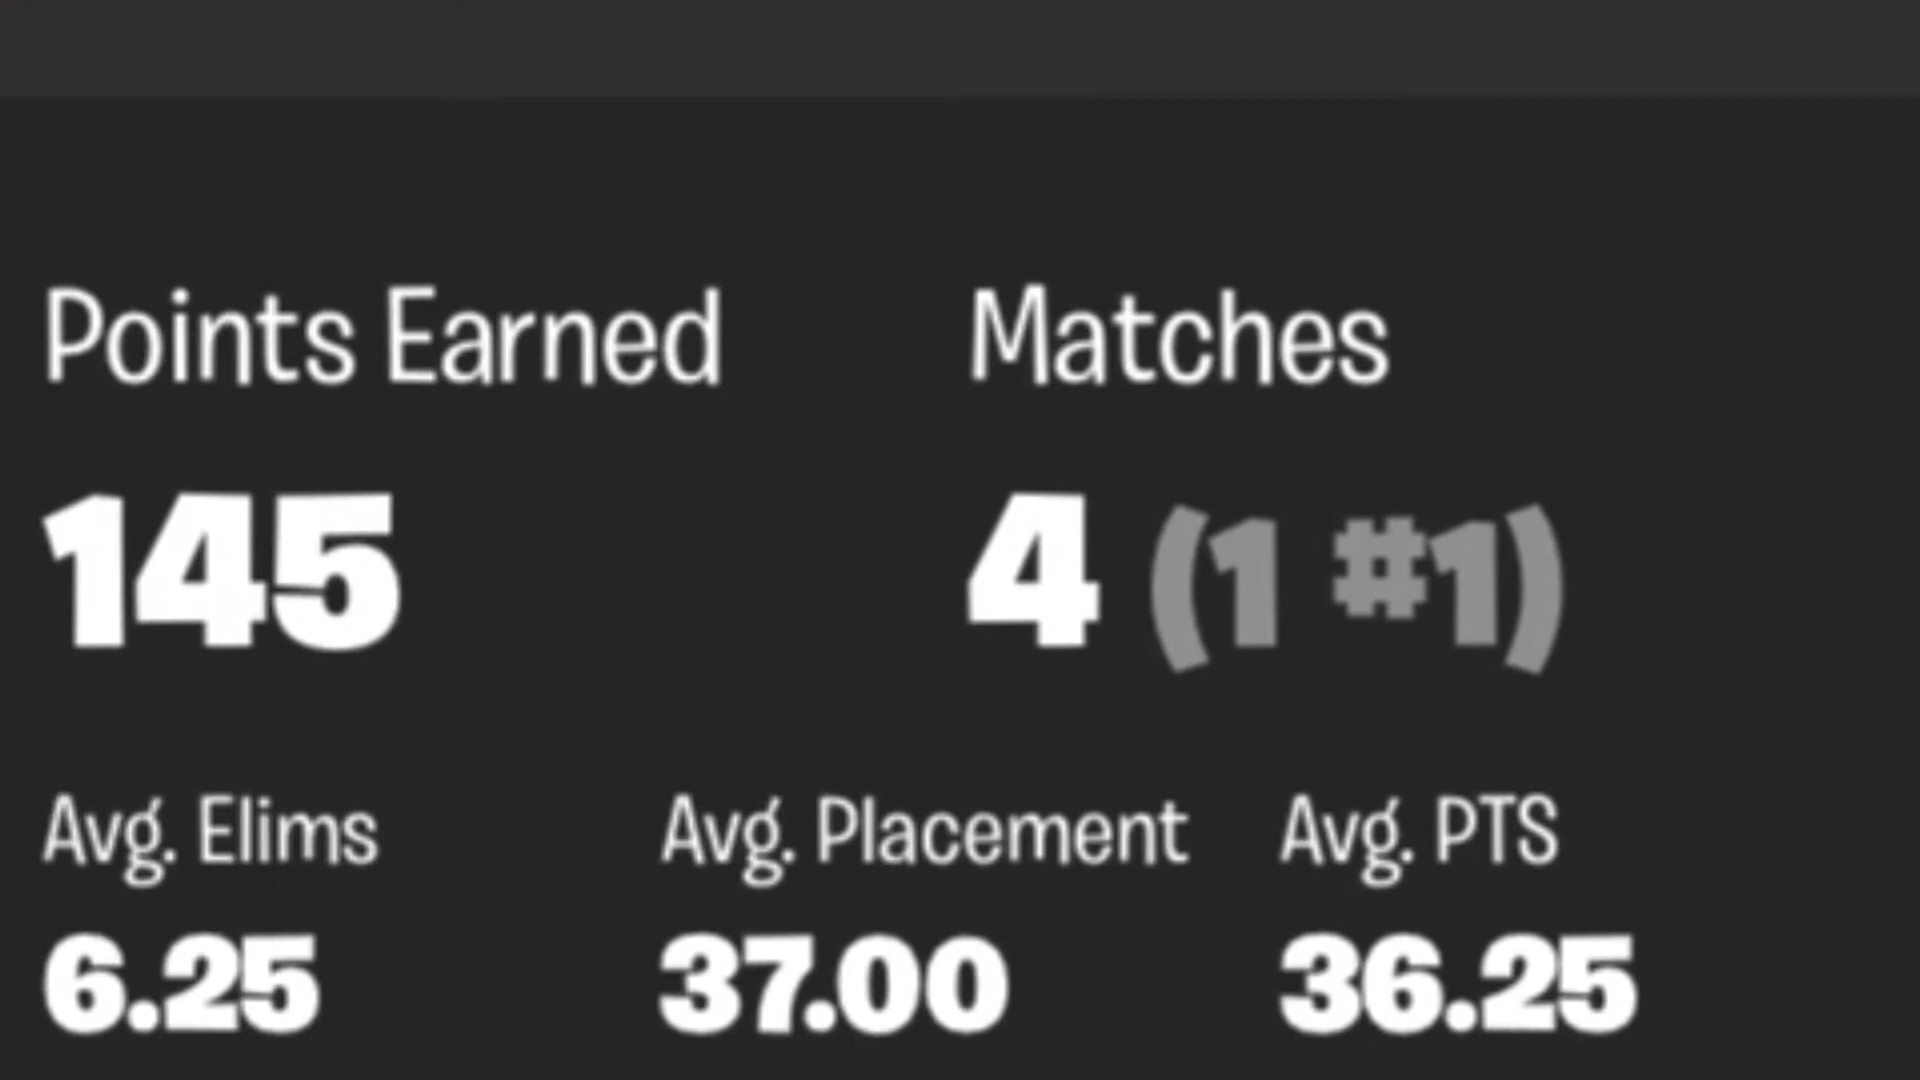 Points Earned Matches
145 4 (1 #1)
Avg. Elims Avg. Placement Avg. PTS
6.25 37.00 36.25